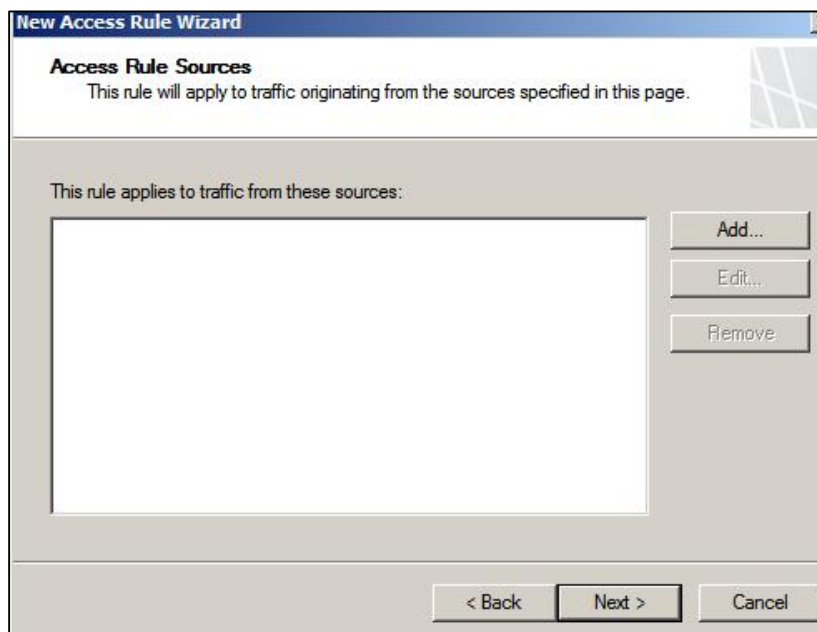 New Access Rule Wizard
Access Rule Sources
This rule will apply to traffic originating from the sources specified in this page.
This rule applies to traffic from these sources:
Add...
Edit...
Remove
< Back
Next >
Cancel